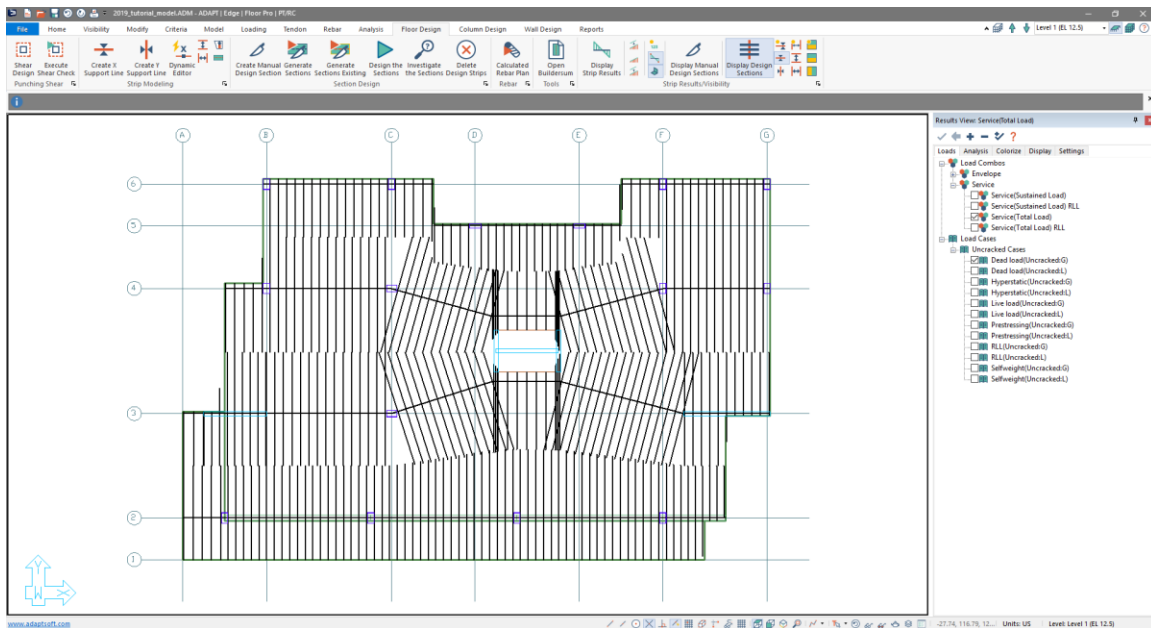 2019_tutorial_model.ADM - ADAPT | Edge | Floor Pro | PT/RC
File Home Visibility Modify Criteria Model Loading Tendon Rebar Analysis Floor Design Column Design Wall Design Reports
Level 1 (EL 12.5)
Shear Design
Execute Shear Check
Create X Support Line
Create Y Support Line
Dynamic Editor
Create Manual Design Section
Generate Sections
Generate Sections Existing
Design the Sections
Investigate the Sections
Delete Design Strips
Calculated Rebar Plan
Open Buildersum
Display Strip Results
Display Manual Design Sections
Display Design Sections
Punching Shear
Strip Modeling
Section Design
Rebar
Tools
Strip Results/Visibility
Results View: Service(Total Load)
Loads Analysis Colorize Display Settings
Load Combos
Envelope
Service
Service(Sustained Load)
Service(Sustained Load) RLL
Service(Total Load)
Service(Total Load) RLL
Load Cases
Uncracked Cases
Dead load(Uncracked:G)
Dead load(Uncracked:L)
Hyperstatic(Uncracked:G)
Hyperstatic(Uncracked:L)
Live load(Uncracked:G)
Live load(Uncracked:L)
Prestressing(Uncracked:G)
Prestressing(Uncracked:L)
RLL(Uncracked:G)
RLL(Uncracked:L)
Selfweight(Uncracked:G)
Selfweight(Uncracked:L)
A B C D E F G
6
5
4
3
2
1
Y
W X
www.adaptsoft.com
-27.74, 116.79, 12... Units: US Level: Level 1 (EL 12.5)